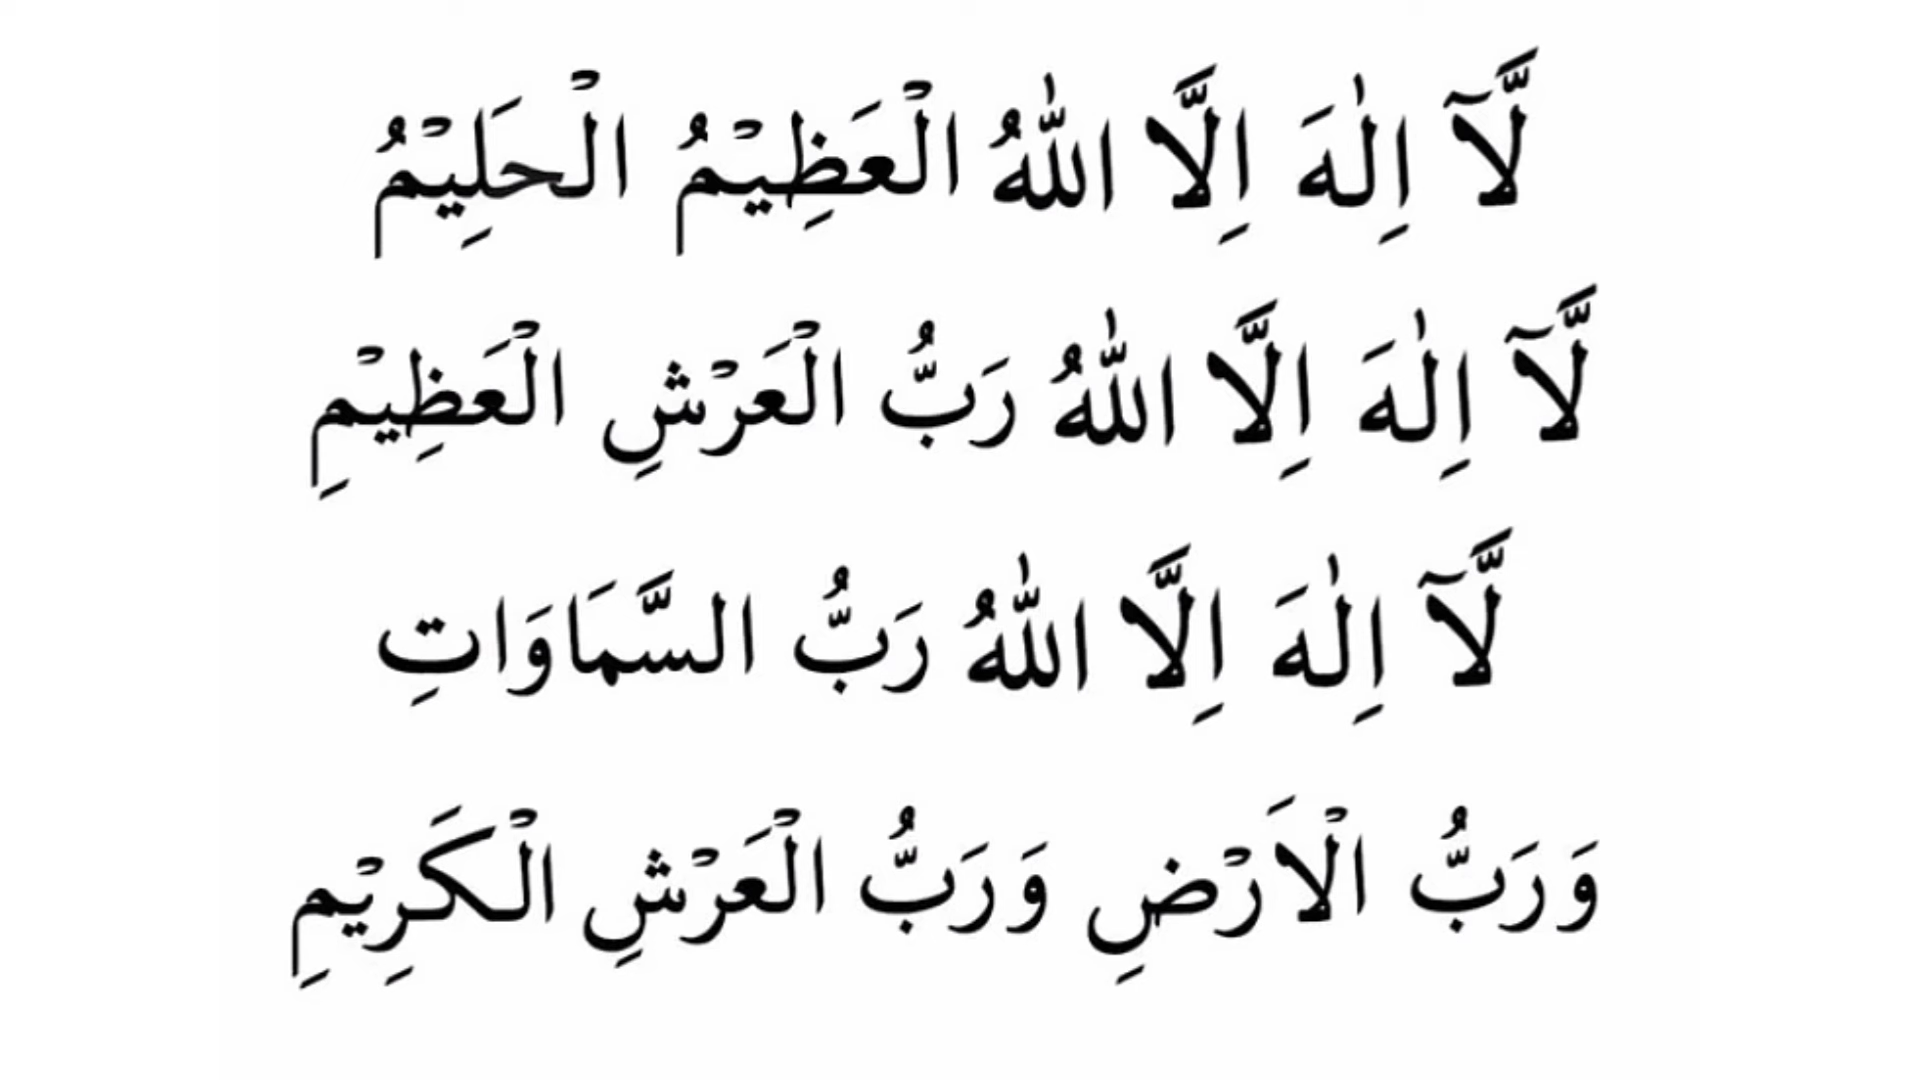 لَّآ اِلٰهَ اِلَّا اللّٰهُ الْعَظِيْمُ الْحَلِيْمُ
لَّآ اِلٰهَ اِلَّا اللّٰهُ رَبُّ الْعَرْشِ الْعَظِيْمِ
لَّآ اِلٰهَ اِلَّا اللّٰهُ رَبُّ السَّمَاوَاتِ
وَرَبُّ الْاَرْضِ وَرَبُّ الْعَرْشِ الْكَرِيْمِ